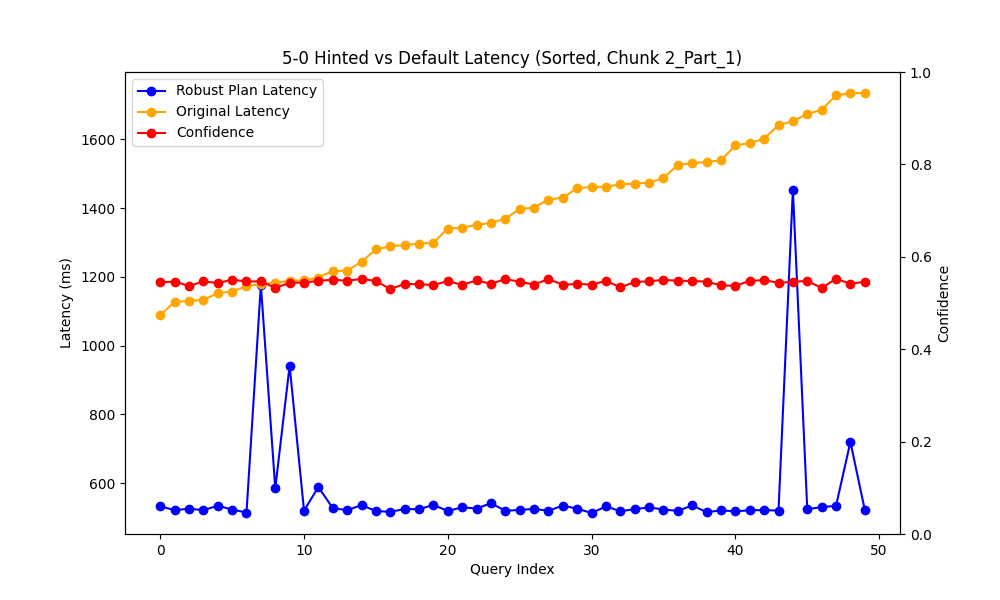 5-0 Hinted vs Default Latency (Sorted, Chunk 2_Part_1)
Robust Plan Latency
Original Latency
Confidence
1600
1400
1200
1000
800
600
Latency (ms)
1.0
0.8
0.6
0.4
0.2
0.0
Confidence
0 10 20 30 40 50
Query Index